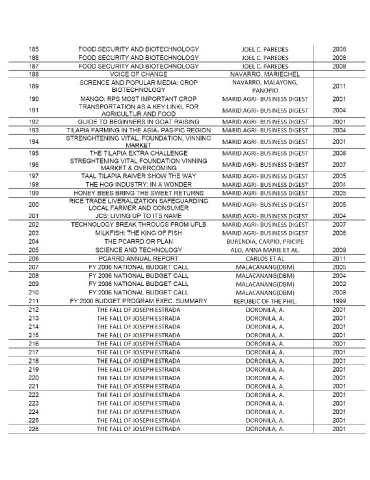 185 FOOD SECURITY AND BIOTECHNOLOGY JOEL C. PAREDES 2008
186 FOOD SECURITY AND BIOTECHNOLOGY JOEL C. PAREDES 2008
187 FOOD SECURITY AND BIOTECHNOLOGY JOEL C. PAREDES 2008
188 VOICE OF CHANGE NAVARRO, MARIECHEL
189 SCRENCE AND POPULAR MEDIA: CROP BIOTECHNOLOGY NAVARRO, MALAYONG, PANOPIO 2011
190 MANGO: RPS MOST IMPORTANT CROP MARID AGRI- BUSINESS DIGEST 2001
191 TRANSPORTATION AS A KEY LINKL FOR AGRICULTUR AND FOOD MARID AGRI- BUSINESS DIGEST 2004
192 GUIDE TO BEGINNERS IN GOAT RAISING MARID AGRI- BUSINESS DIGEST 2001
193 TILAPIA FARMING IN THE ASIA- PACIFIC REGION MARID AGRI- BUSINESS DIGEST 2004
194 STRENGHTENING VITAL, FOUNDATION, VINNING MARKET MARID AGRI- BUSINESS DIGEST 2001
195 THE TILAPIA EXTRA CHALLENGE MARID AGRI- BUSINESS DIGEST 2006
196 STREGHTENING VITAL FOUNDATION VINNING MARKET & OVERCOMING MARID AGRI- BUSINESS DIGEST 2007
197 TAAL TILAPIA RAIVER SHOW THE WAY MARID AGRI- BUSINESS DIGEST 2005
198 THE HOG INDUSTRY: IN A WONDER MARID AGRI- BUSINESS DIGEST 2004
199 HONEY BEES BRING THE SWEET RETURNS MARID AGRI- BUSINESS DIGEST 2005
200 RICE TRADE LIVERALIZATION SAFEGUARDING LOCAL FARMER AND CONSUMER MARID AGRI- BUSINESS DIGEST 2005
201 JCS: LIVING UP TO ITS NAME MARID AGRI- BUSINESS DIGEST 2004
202 TECHNOLOGY BREAK THROUGS FROM UPLB MARID AGRI- BUSINESS DIGEST 2007
203 MILKFISH: THE KING OF FISH MARID AGRI- BUSINESS DIGEST 2006
204 THE PCARRD OR PLAN BURENDIA, CARPIO, PRICIPE
205 SCIENCE AND TECHNOLOGY ALO, ANNA MARIE ET AL. 2009
206 PCARRD ANNUAL REPORT CARLOS ET AL 2011
207 FY 2006 NATIONAL BUDGET CALL MALACANANG(DBM) 2005
208 FY 2006 NATIONAL BUDGET CALL MALACANANG(DBM) 2004
209 FY 2006 NATIONAL BUDGET CALL MALACANANG(DBM) 2002
210 FY 2006 NATIONAL BUDGET CALL MALACANANG(DBM) 2008
211 FY 2000 BUDGET PROGRAM EXEC. SUMMARY REPUBLIC OF THE PHIL. 1999
212 THE FALL OF JOSEPH ESTRADA DORONILA, A. 2001
213 THE FALL OF JOSEPH ESTRADA DORONILA, A. 2001
214 THE FALL OF JOSEPH ESTRADA DORONILA, A. 2001
215 THE FALL OF JOSEPH ESTRADA DORONILA, A. 2001
216 THE FALL OF JOSEPH ESTRADA DORONILA, A. 2001
217 THE FALL OF JOSEPH ESTRADA DORONILA, A. 2001
218 THE FALL OF JOSEPH ESTRADA DORONILA, A. 2001
219 THE FALL OF JOSEPH ESTRADA DORONILA, A. 2001
220 THE FALL OF JOSEPH ESTRADA DORONILA, A. 2001
221 THE FALL OF JOSEPH ESTRADA DORONILA, A. 2001
222 THE FALL OF JOSEPH ESTRADA DORONILA, A. 2001
223 THE FALL OF JOSEPH ESTRADA DORONILA, A. 2001
224 THE FALL OF JOSEPH ESTRADA DORONILA, A. 2001
225 THE FALL OF JOSEPH ESTRADA DORONILA, A. 2001
226 THE FALL OF JOSEPH ESTRADA DORONILA, A. 2001